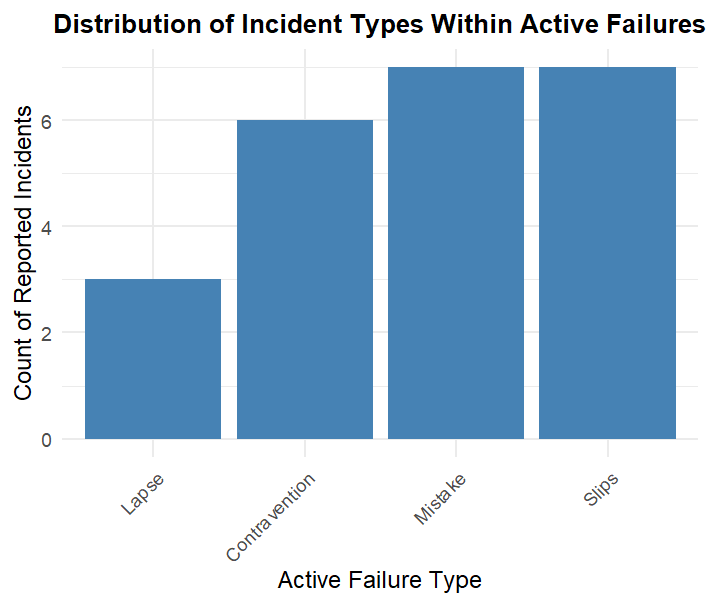 Distribution of Incident Types Within Active Failures
Count of Reported Incidents
6
4
2
0
Lapse
Contravention
Mistake
Slips
Active Failure Type